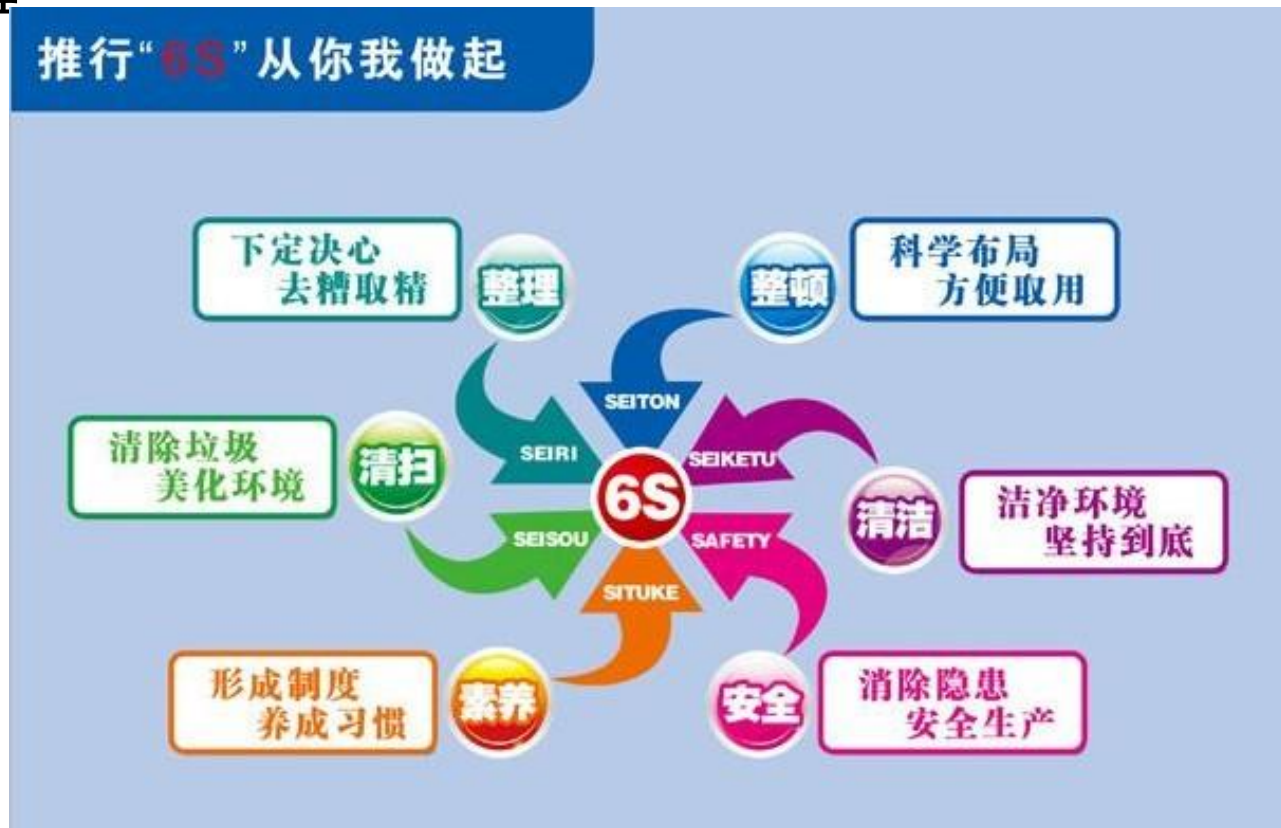 推行“6S”从你我做起
下定决心
去糟取精
整理
整顿
科学布局
方便取用
SEITON
SEIRI
SEIKETU
清除垃圾
美化环境
清扫
6S
清洁
洁净环境
坚持到底
SEISOU
SAFETY
SITUKE
形成制度
养成习惯
素养
安全
消除隐患
安全生产